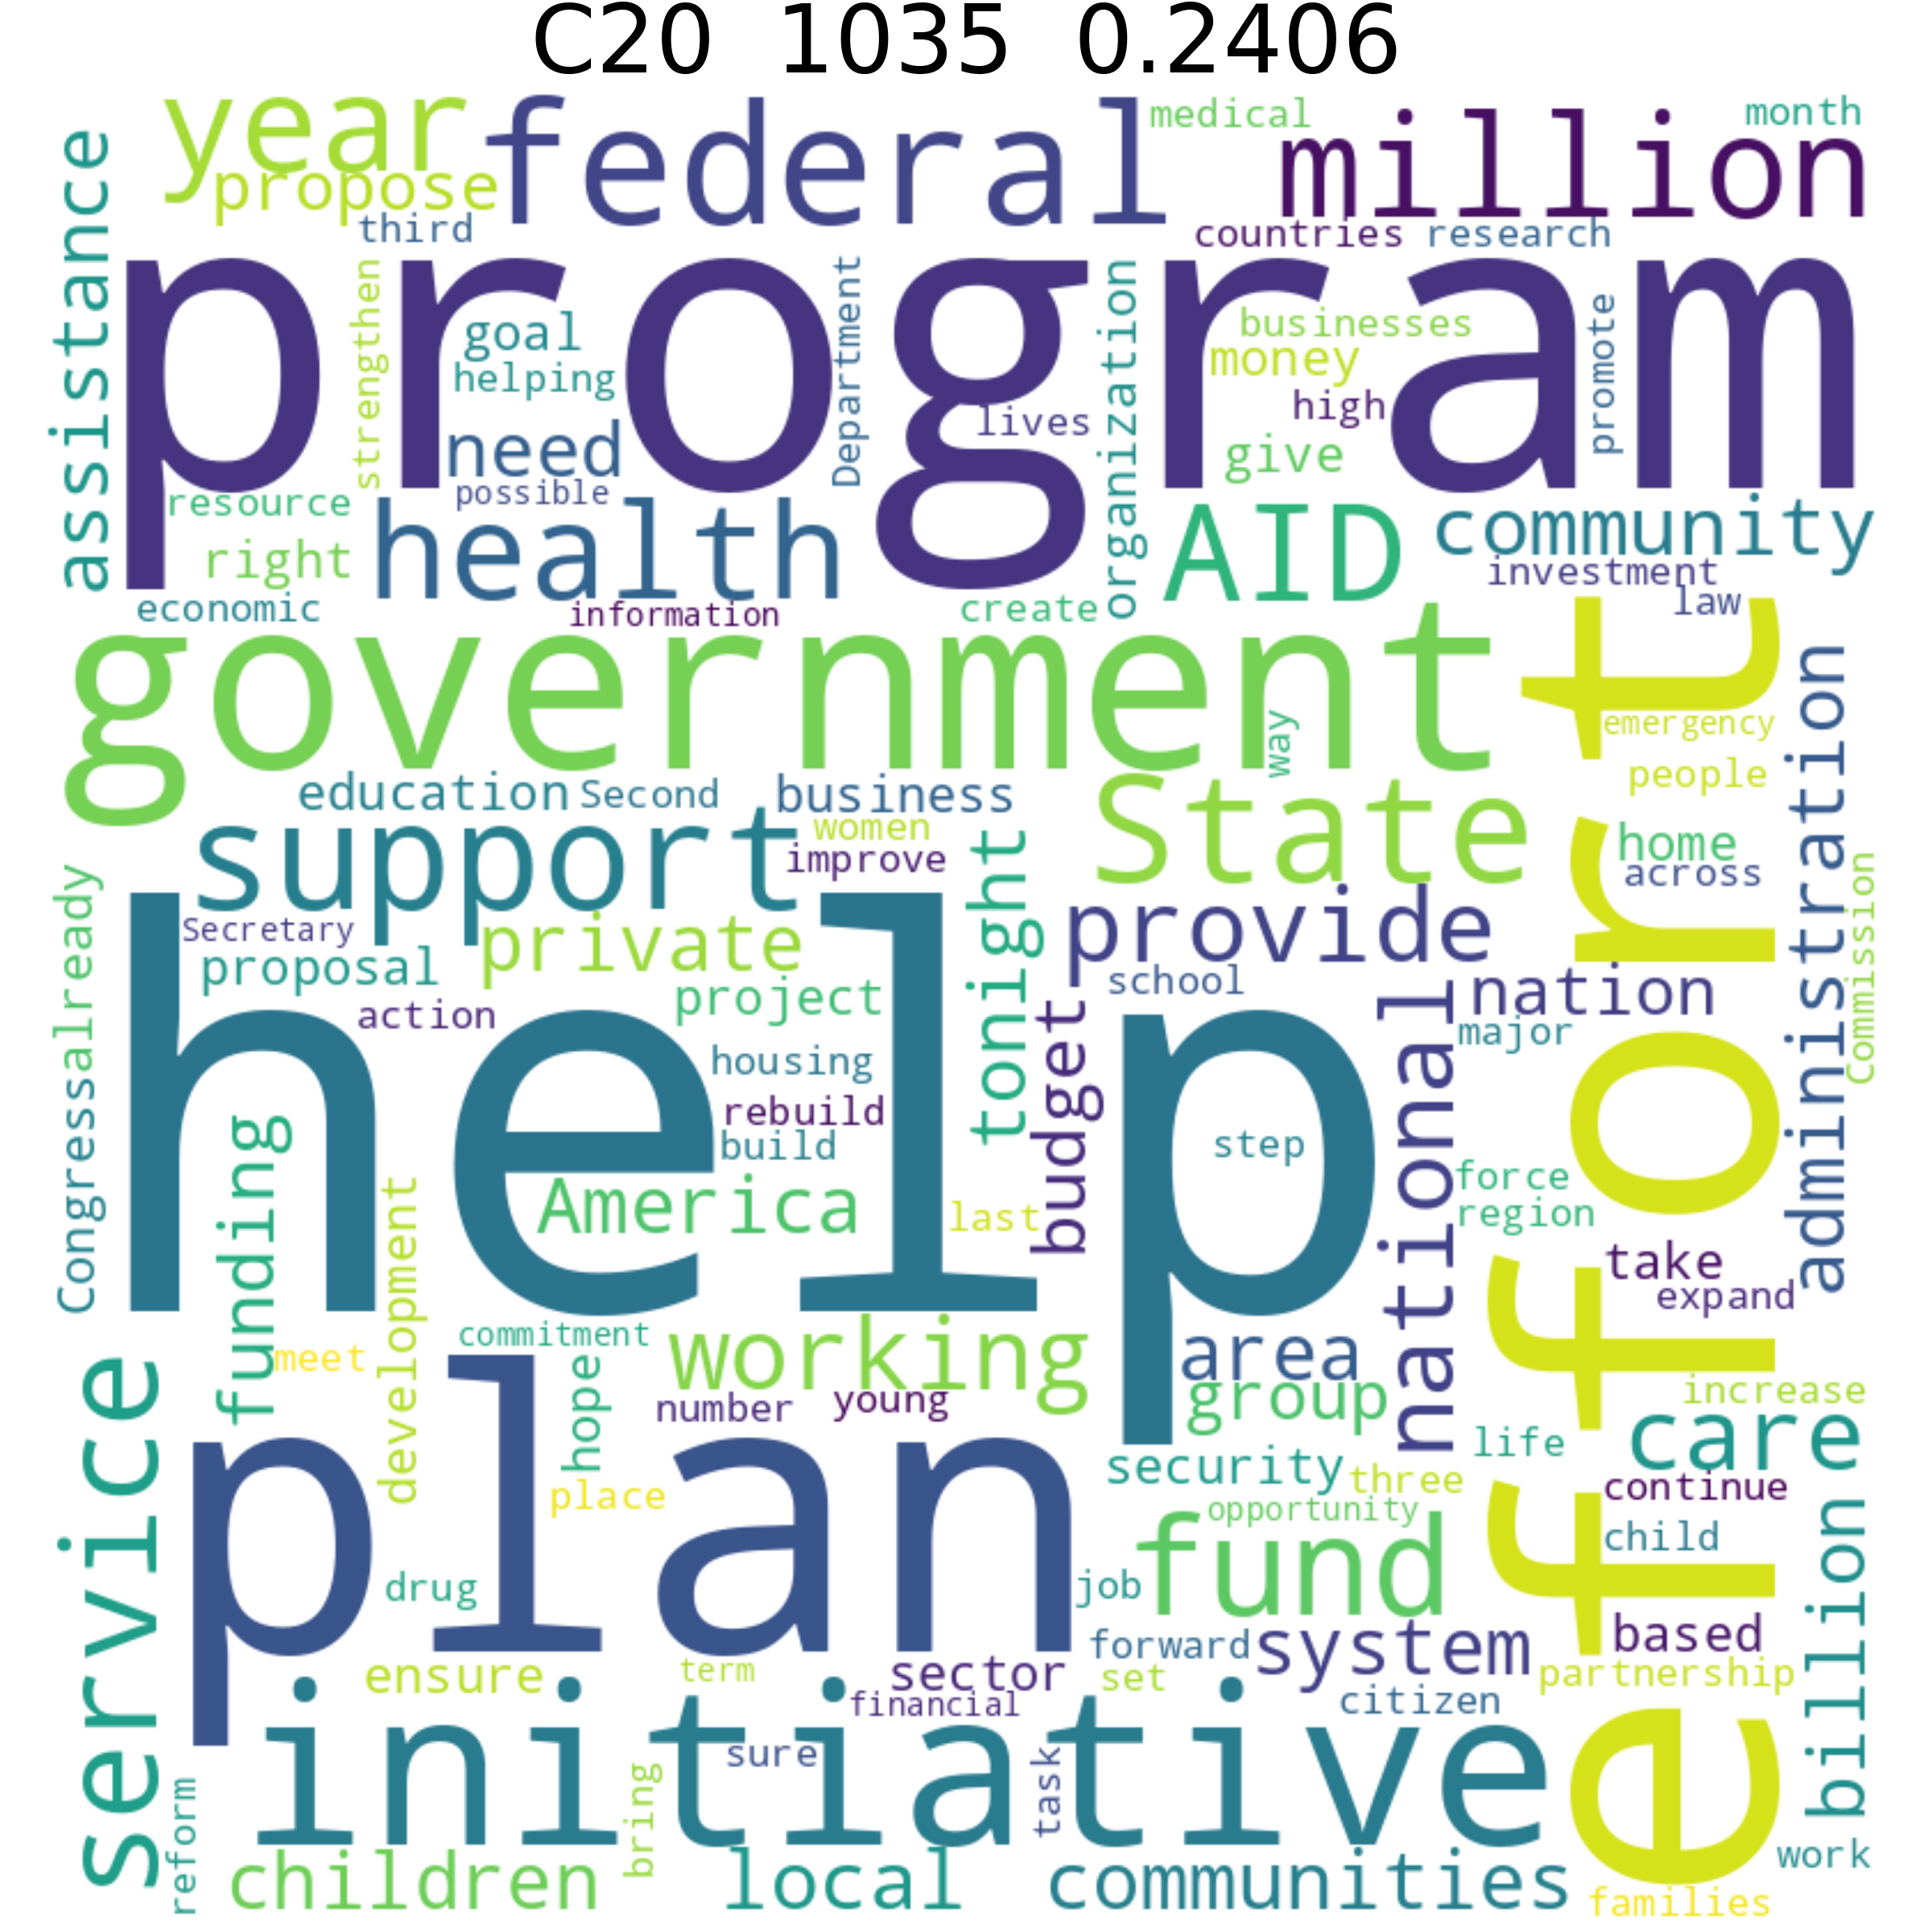 C20 1035 0.2406
year
federal
medical
million
month
propose
third
countries
research
assistance
program
strengthen
goal
helping
Department
organization
businesses
money
promote
high
lives
need
give
possible
resource
health
AID
community
right
investment
law
economic
information
create
government
effort
way
emergency
people
administration
education
Second
business
State
support
women
improve
tonight
home
across
Commission
already
Secretary
private
provide
proposal
school
nation
project
action
help
budget
national
major
housing
rebuild
build
step
Congress
funding
development
America
last
force
region
take
expand
commitment
working
area
meet
hope
number
young
group
increase
care
service
plan
life
security
three
place
opportunity
continue
fund
child
drug
job
billion
based
forward
system
ensure
term
sector
set
partnership
financial
citizen
initiative
sure
task
bring
reform
children
local
communities
work
families